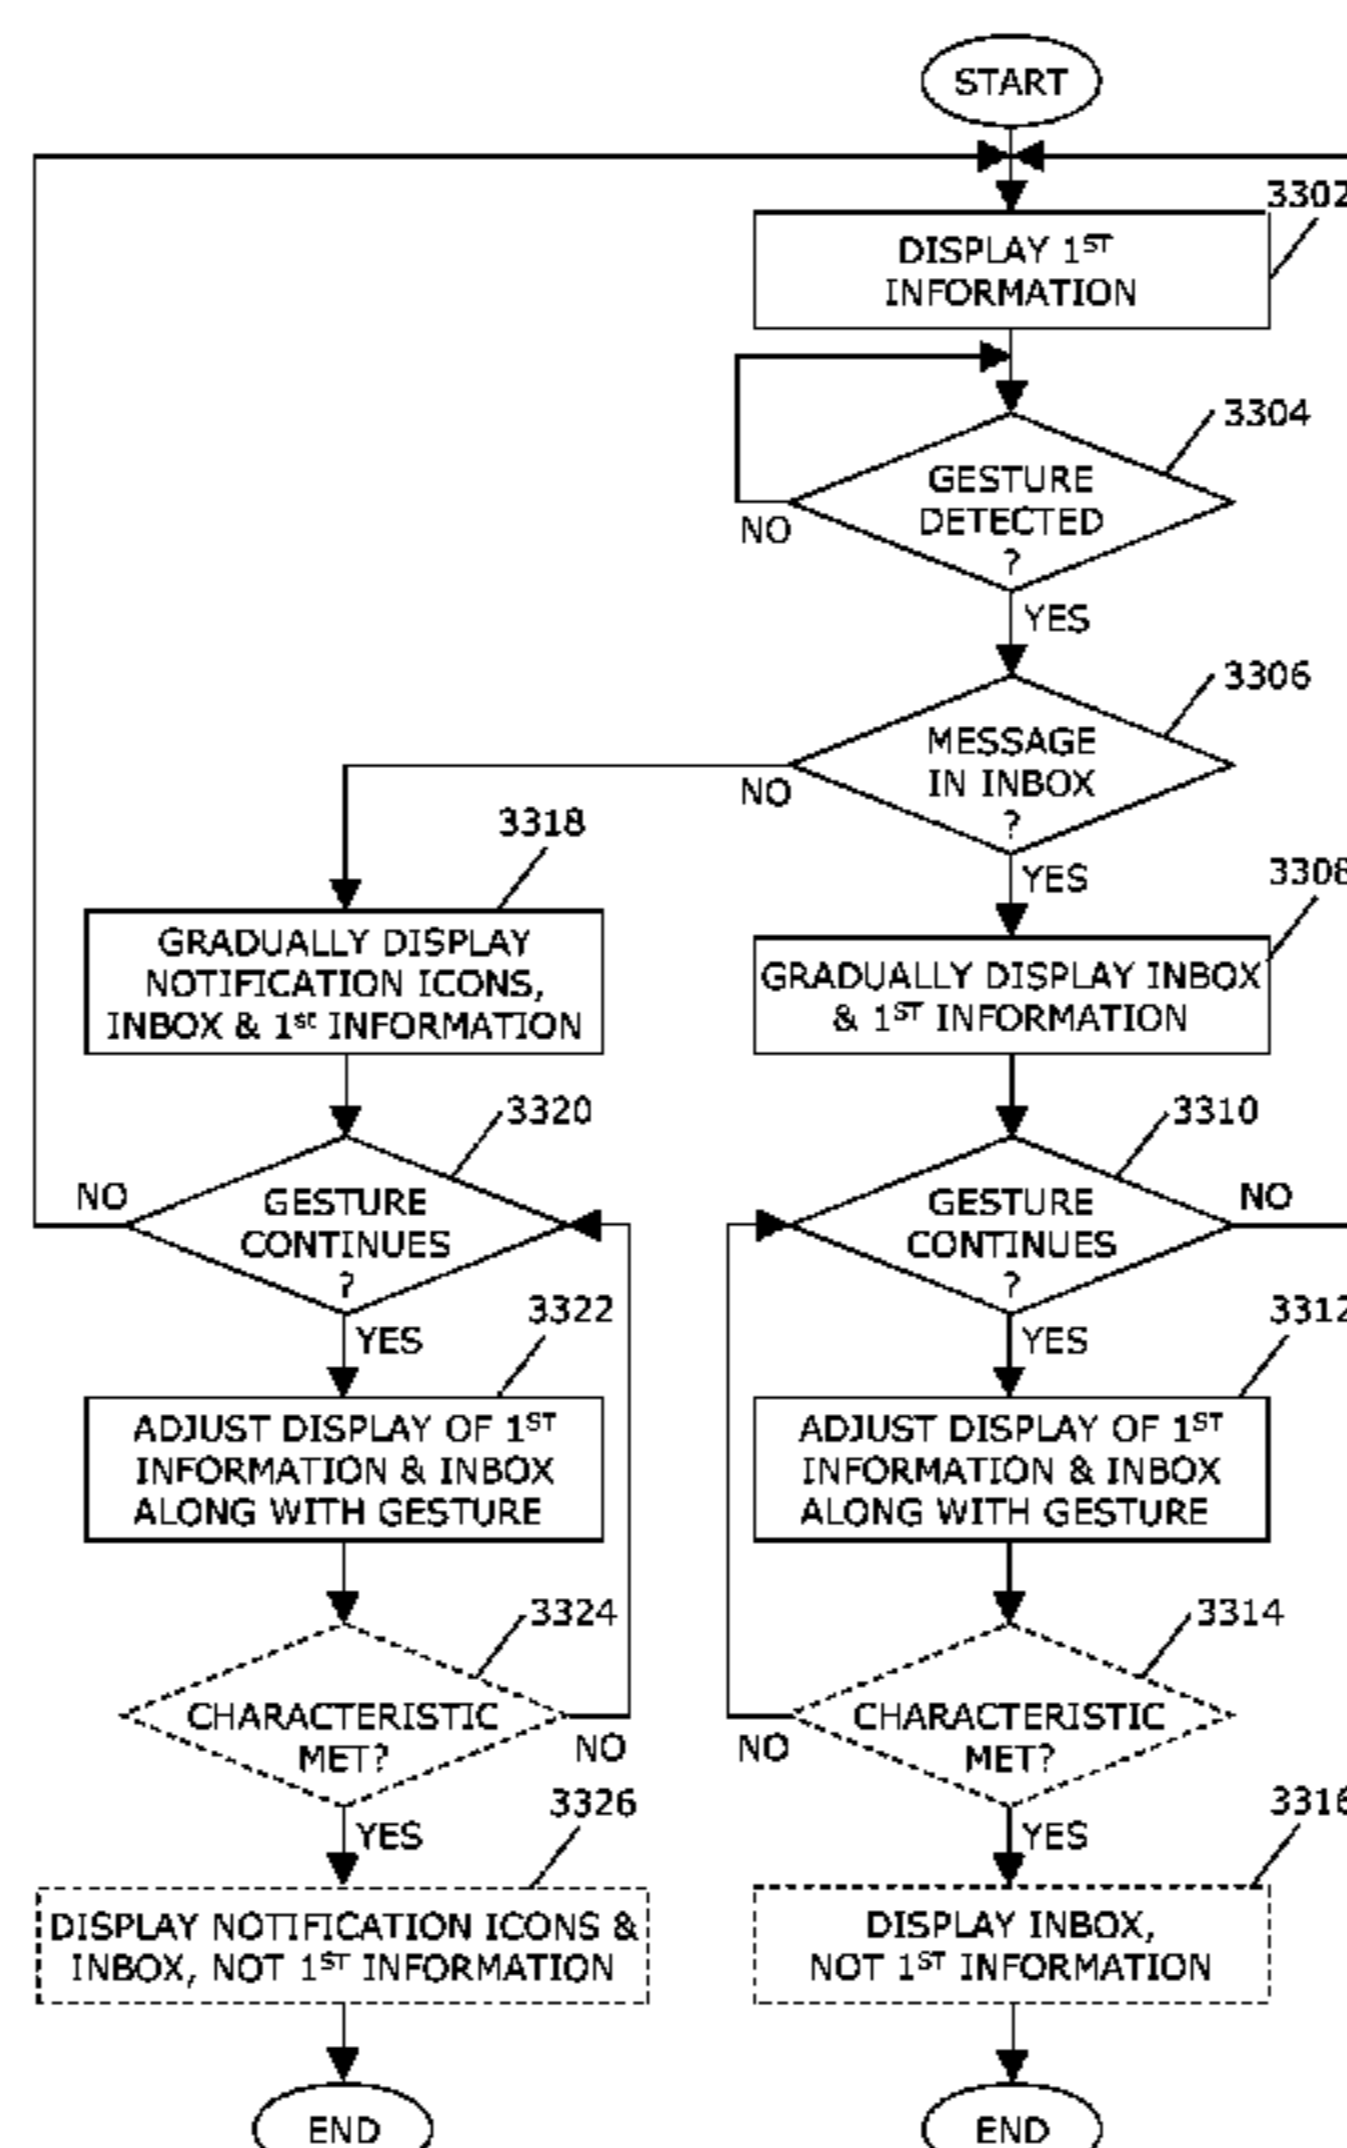 START
3302
DISPLAY 1ST
INFORMATION
3304
GESTURE
DETECTED
?
NO
YES
3306
MESSAGE
IN INBOX
?
NO
YES
3318
GRADUALLY DISPLAY
NOTIFICATION ICONS,
INBOX & 1st INFORMATION
3308
GRADUALLY DISPLAY INBOX
& 1ST INFORMATION
3320
GESTURE
CONTINUES
?
NO
YES
3310
GESTURE
CONTINUES
?
NO
YES
3322
ADJUST DISPLAY OF 1ST
INFORMATION & INBOX
ALONG WITH GESTURE
3312
ADJUST DISPLAY OF 1ST
INFORMATION & INBOX
ALONG WITH GESTURE
3324
CHARACTERISTIC
MET?
NO
YES
3314
CHARACTERISTIC
MET?
NO
YES
3326
DISPLAY NOTIFICATION ICONS &
INBOX, NOT 1ST INFORMATION
3316
DISPLAY INBOX,
NOT 1ST INFORMATION
END
END